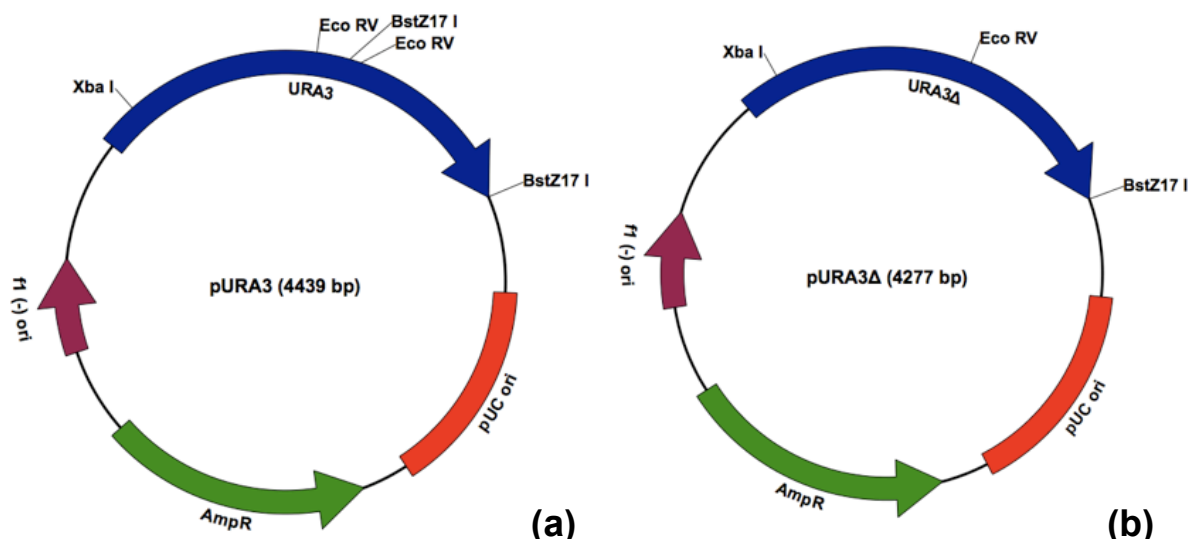 Eco RV
BstZ17 I
Eco RV
Xba I
URA3
BstZ17 I
f1 (-) ori
pURA3 (4439 bp)
pUC ori
AmpR
(a)
Eco RV
Xba I
URA3Δ
BstZ17 I
f1 (-) ori
pURA3Δ (4277 bp)
pUC ori
AmpR
(b)